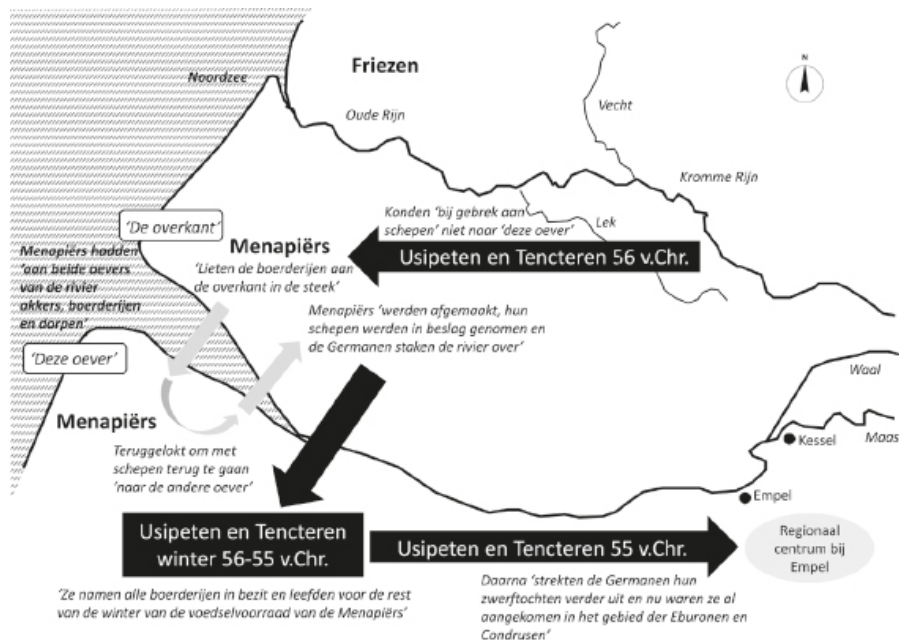 Noordzee
Friezen
N
Vecht
Oude Rijn
Kromme Rijn
Lek
'De overkant'
Konden 'bij gebrek aan
schepen' niet naar 'deze oever'
Menapiërs
Usipeten en Tencteren 56 v.Chr.
Menapiërs hadden
'aan beide oevers
van de rivier
akkers, boerderijen
en dorpen'
'Lieten de boerderijen aan
de overkant in de steek'
Menapiërs 'werden afgemaakt, hun
schepen werden in beslag genomen en
de Germanen staken de rivier over'
'Deze oever'
Waal
Menapiërs
Kessel
Maas
Teruggelokt om met
schepen terug te gaan
'naar de andere oever'
Empel
Usipeten en Tencteren
winter 56-55 v.Chr.
Usipeten en Tencteren 55 v.Chr.
Regionaal
centrum bij
Empel
'Ze namen alle boerderijen in bezit en leefden voor de rest
van de winter van de voedselvoorraad van de Menapiërs'
Daarna 'strekten de Germanen hun
zwerftochten verder uit en nu waren ze al
aangekomen in het gebied der Eburonen en
Condrusen'